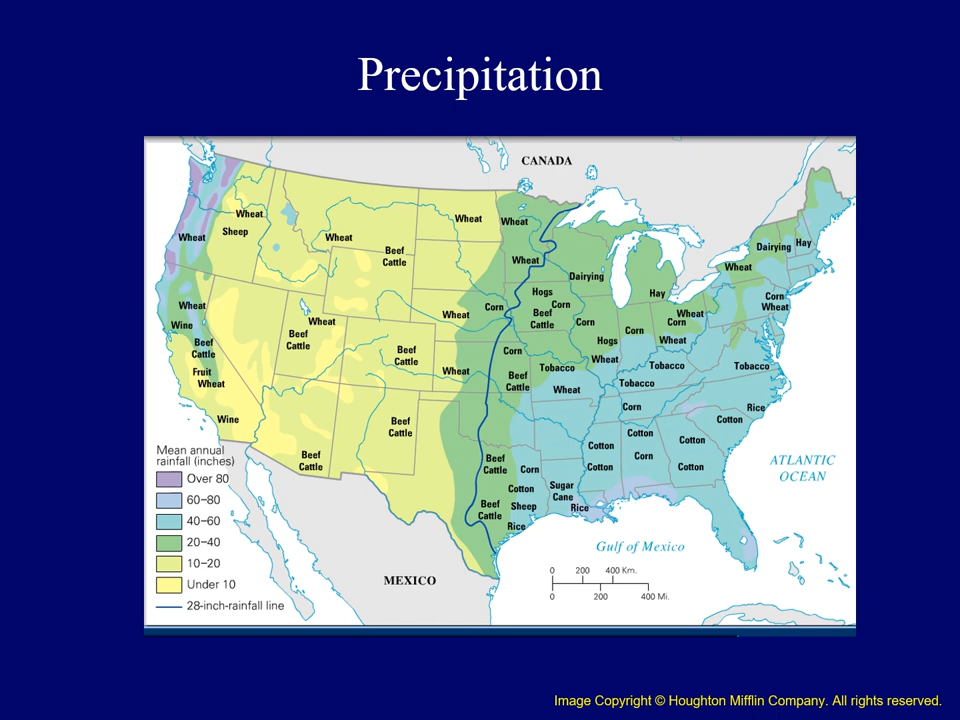 Precipitation
CANADA
Wheat
Sheep
Wheat
Wheat
Beef
Cattle
Wheat
Wheat
Wheat
Dairying
Dairying
Hay
Wheat
Hogs
Corn
Corn
Beef
Cattle
Corn
Hay
Wheat
Corn
Corn
Wheat
Corn
Wheat
Wheat
Wine
Beef
Cattle
Fruit
Wheat
Wine
Wheat
Beef
Cattle
Wheat
Beef
Cattle
Wheat
Corn
Beef
Cattle
Hogs
Wheat
Tobacco
Wheat
Tobacco
Tobacco
Tobacco
Corn
Rice
Cotton
Cotton
Cotton
Cotton
Corn
Cotton
Cotton
Beef
Cattle
Beef
Cattle
Beef
Cattle
Corn
Cotton
Sugar
Cane
Beef
Cattle
Sheep
Rice
Rice
ATLANTIC
OCEAN
Gulf of Mexico
MEXICO
0 200 400 Km.
0 200 400 Mi.
Mean annual
rainfall (inches)
Over 80
60–80
40–60
20–40
10–20
Under 10
28-inch-rainfall line
Image Copyright © Houghton Mifflin Company. All rights reserved.